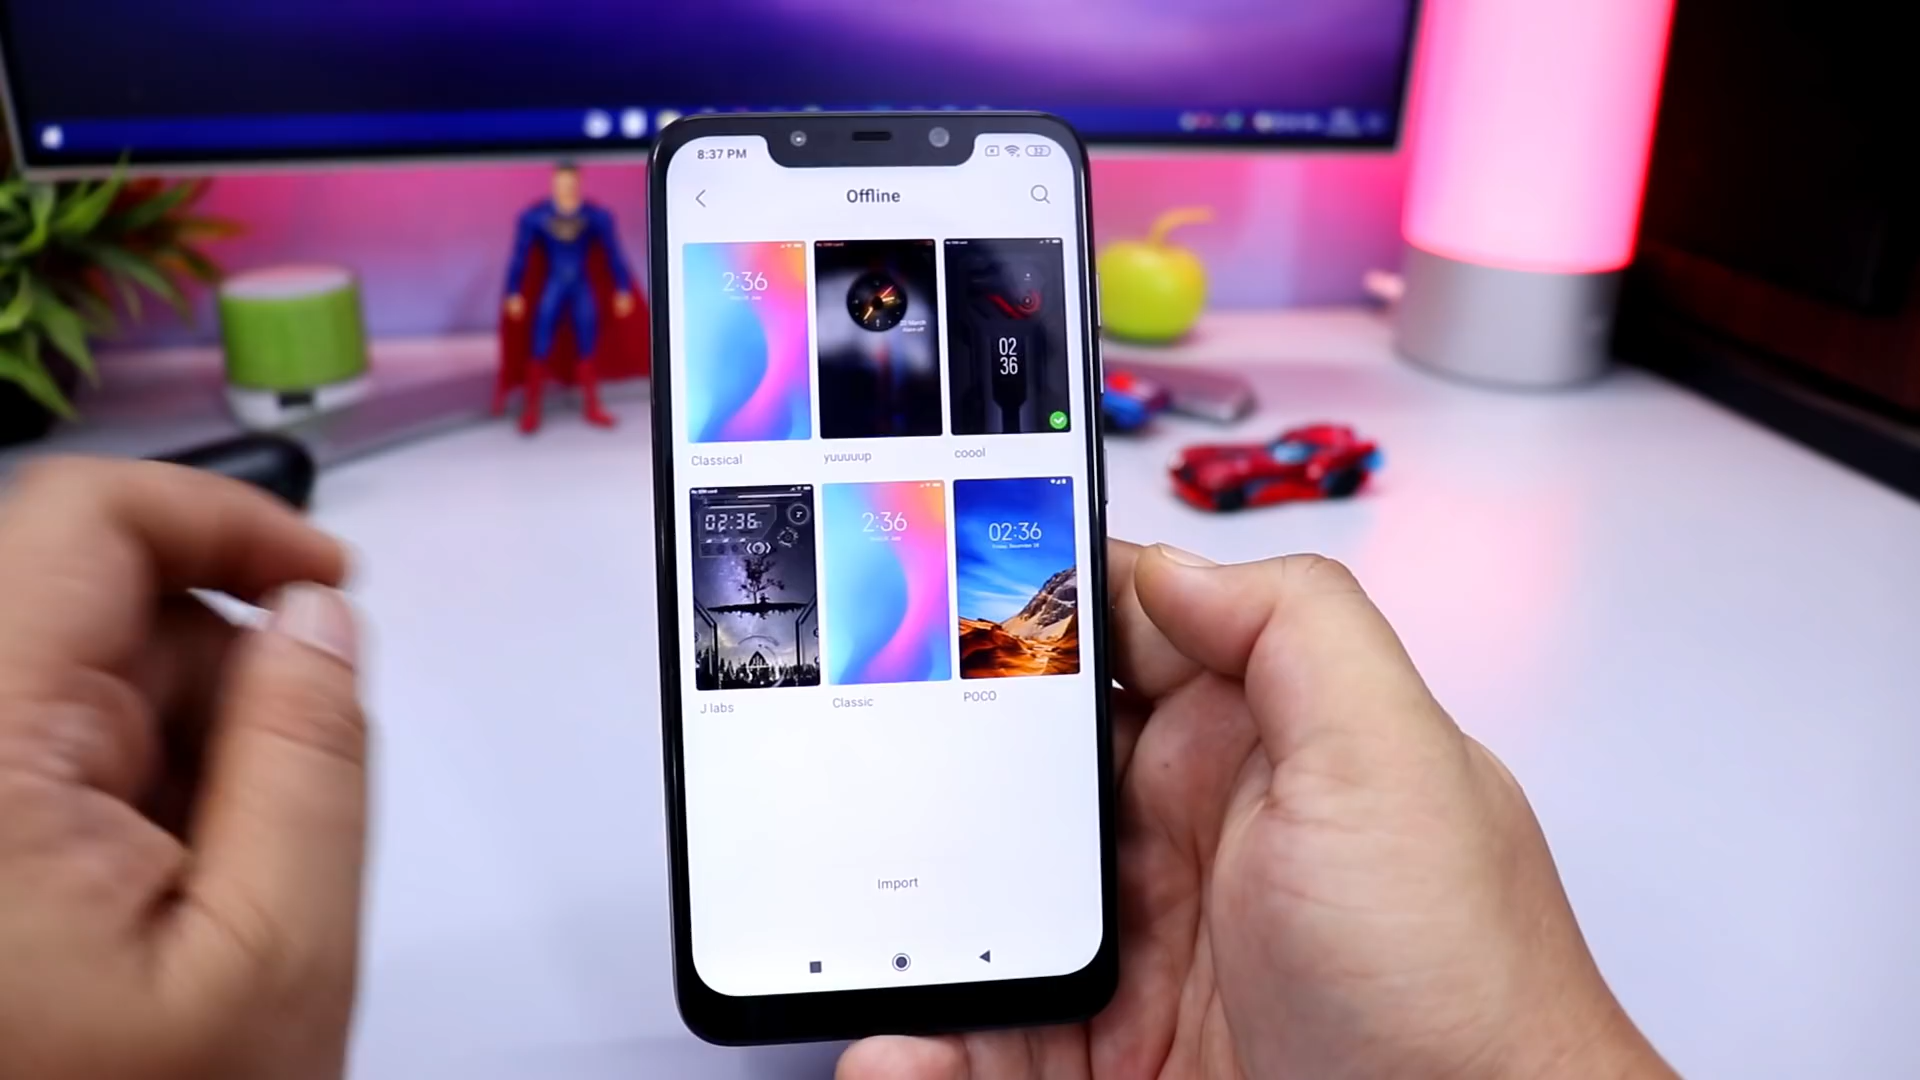 8:37 PM
32
Offline
2:36
02
36
Classical
yuuuuup
coool
02:36
2:36
02:36
J labs
Classic
POCO
Import